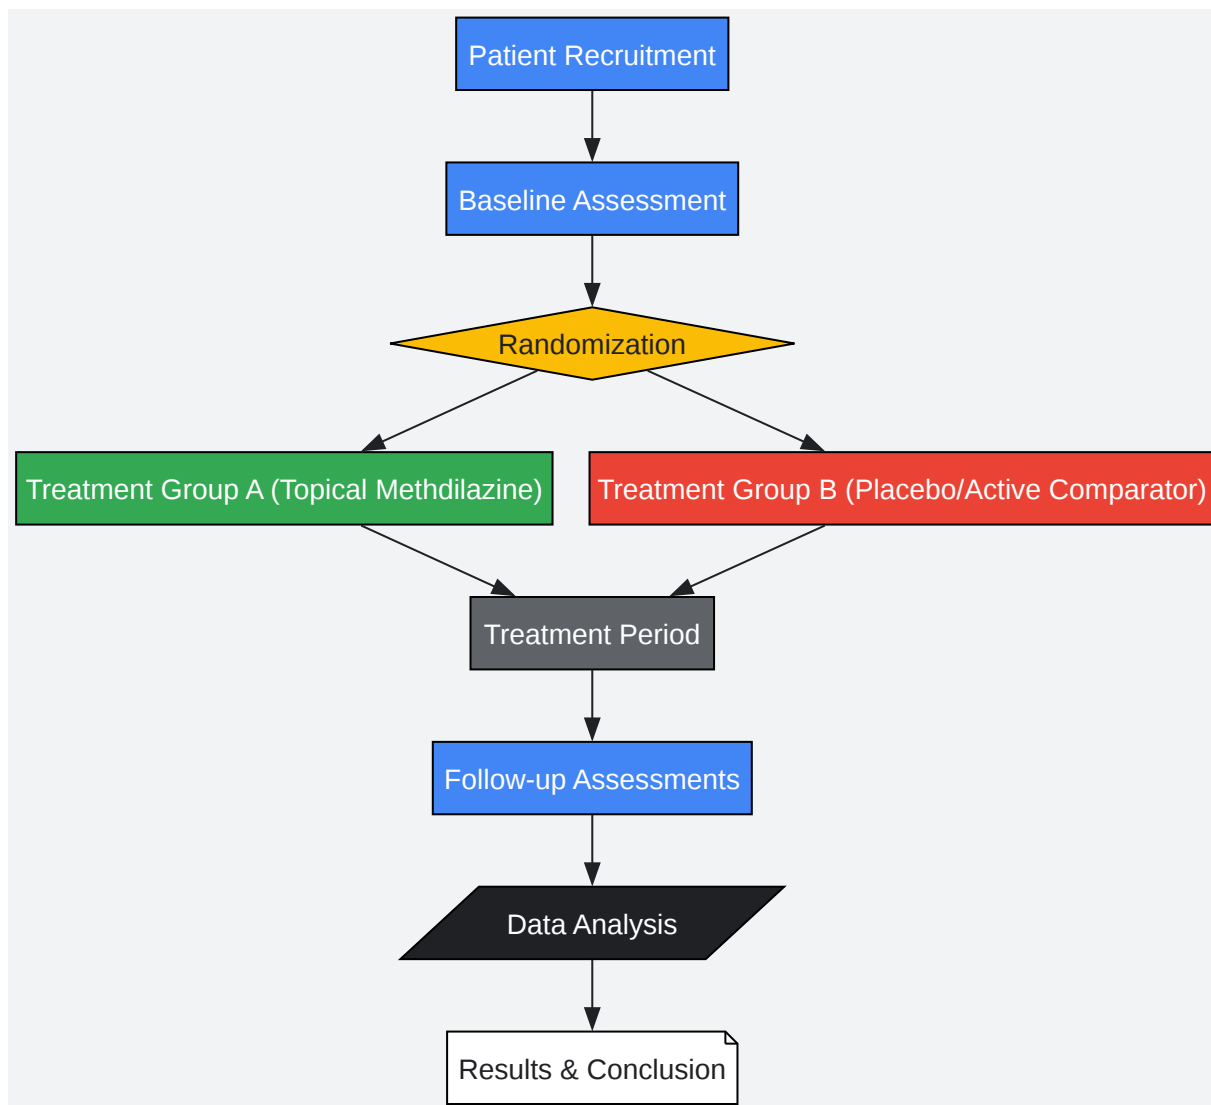 Patient Recruitment
Baseline Assessment
Randomization
Treatment Group A (Topical Methdilazine)
Treatment Group B (Placebo/Active Comparator)
Treatment Period
Follow-up Assessments
Data Analysis
Results & Conclusion